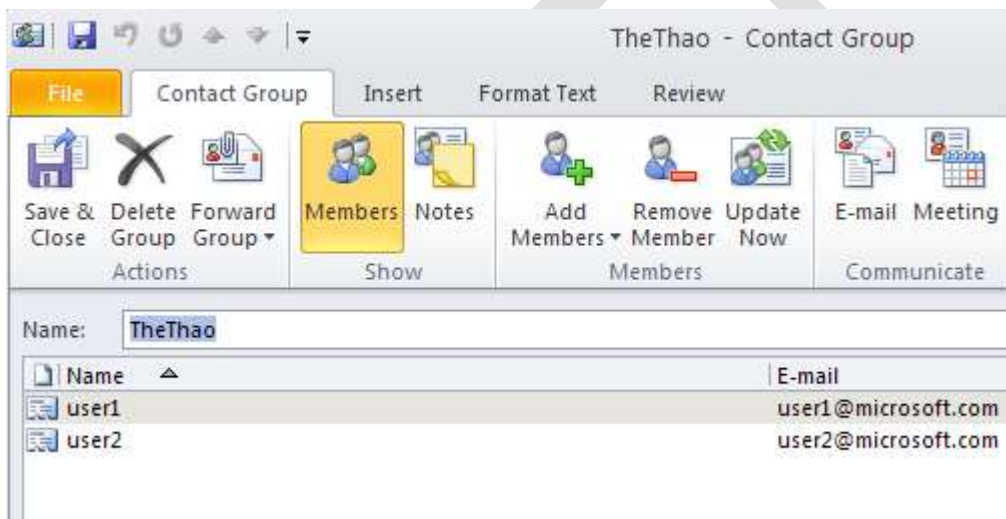 TheThao - Contact Group
File Contact Group Insert Format Text Review
Save & Delete Forward Members Notes Add Remove Update E-mail Meeting
Close Group Group Members Member Now
Actions Show Members Communicate
Name: TheThao
Name E-mail
user1 user1@microsoft.com
user2 user2@microsoft.com